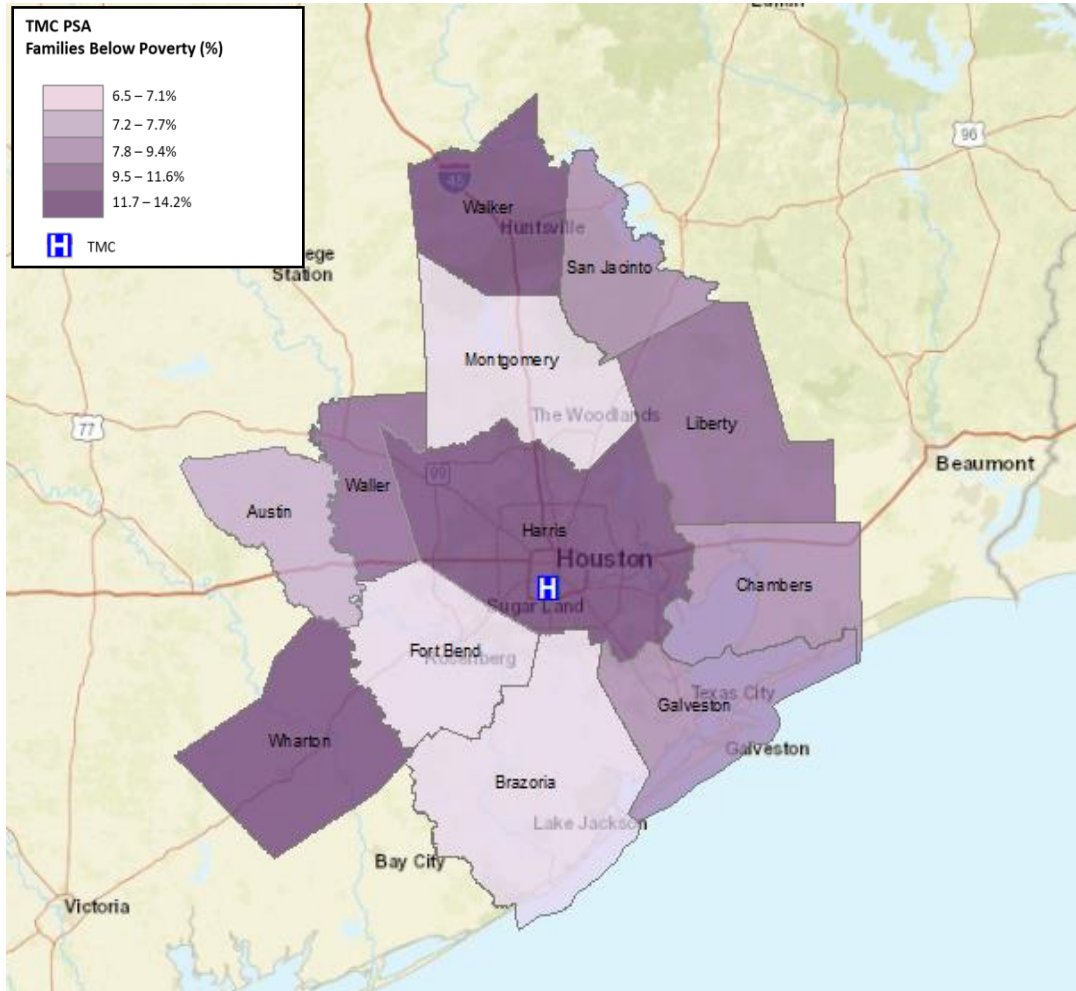 TMC PSA
Families Below Poverty (%)
6.5 – 7.1%
7.2 – 7.7%
7.8 – 9.4%
9.5 – 11.6%
11.7 – 14.2%
H TMC
96
45
Walker
Huntsville
ege
Station
San Jacinto
Montgomery
The Woodlands
77
Liberty
Beaumont
99
Waller
Austin
Harris
Houston
H
Chambers
Sugar Land
Fort Bend
Rosenberg
Texas City
Galveston
Wharton
Galveston
Brazoria
Lake Jackson
Bay City
Victoria